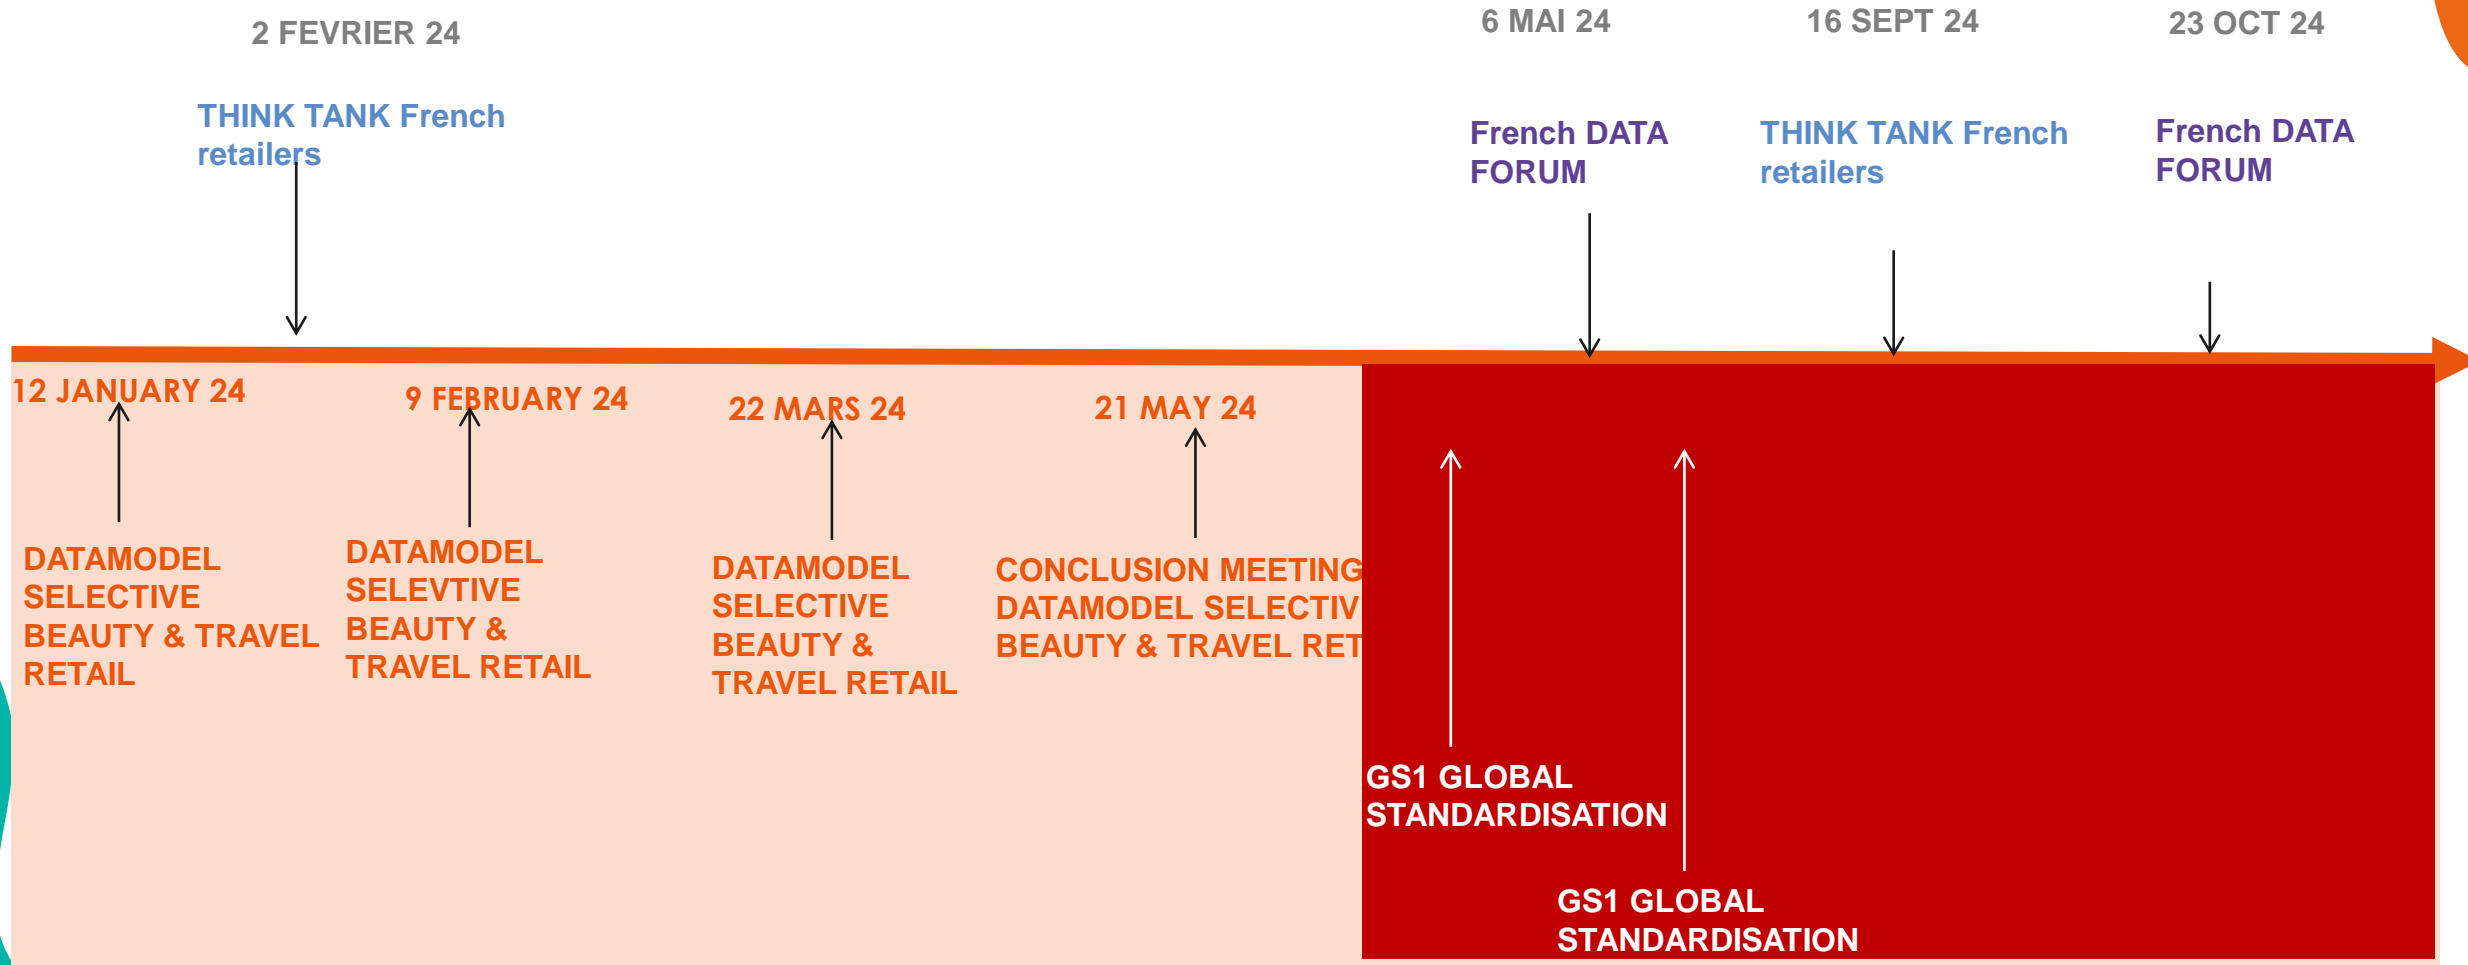 2 FEVRIER 24
6 MAI 24
16 SEPT 24
23 OCT 24
THINK TANK French
retailers
French DATA
FORUM
THINK TANK French
retailers
French DATA
FORUM
12 JANUARY 24
9 FEBRUARY 24
22 MARS 24
21 MAY 24
DATAMODEL
SELECTIVE
BEAUTY & TRAVEL
RETAIL
DATAMODEL
SELEVTIVE
BEAUTY &
TRAVEL RETAIL
DATAMODEL
SELECTIVE
BEAUTY &
TRAVEL RETAIL
CONCLUSION MEETING
DATAMODEL SELECTIV
BEAUTY & TRAVEL RET
GS1 GLOBAL
STANDARDISATION
GS1 GLOBAL
STANDARDISATION